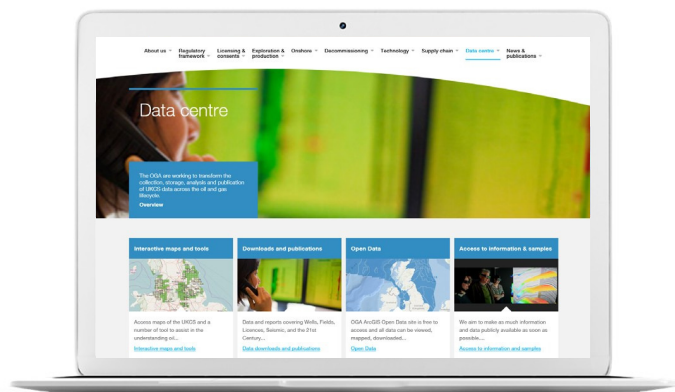 About us
Regulatory framework
Licensing & consents
Exploration & production
Onshore
Decommissioning
Technology
Supply chain
Data centre
News & publications
Data centre
The OGA are working to transform the
collection, storage, analysis and publication
of UKCS data across the oil and gas
lifecycle.
Overview
Interactive maps and tools
Access maps of the UKCS and a
number of tool to assist in the
understanding oil...
Interactive maps and tools
Downloads and publications
Data and reports covering Wells, Fields,
Licences, Seismic, and the 21st
Century...
Data downloads and publications
Open Data
OGA ArcGIS Open Data site is free to
access and all data can be viewed,
mapped, downloaded...
Open Data
Access to information & samples
We aim to make as much information
and data publicly available as soon as
possible....
Access to information and samples